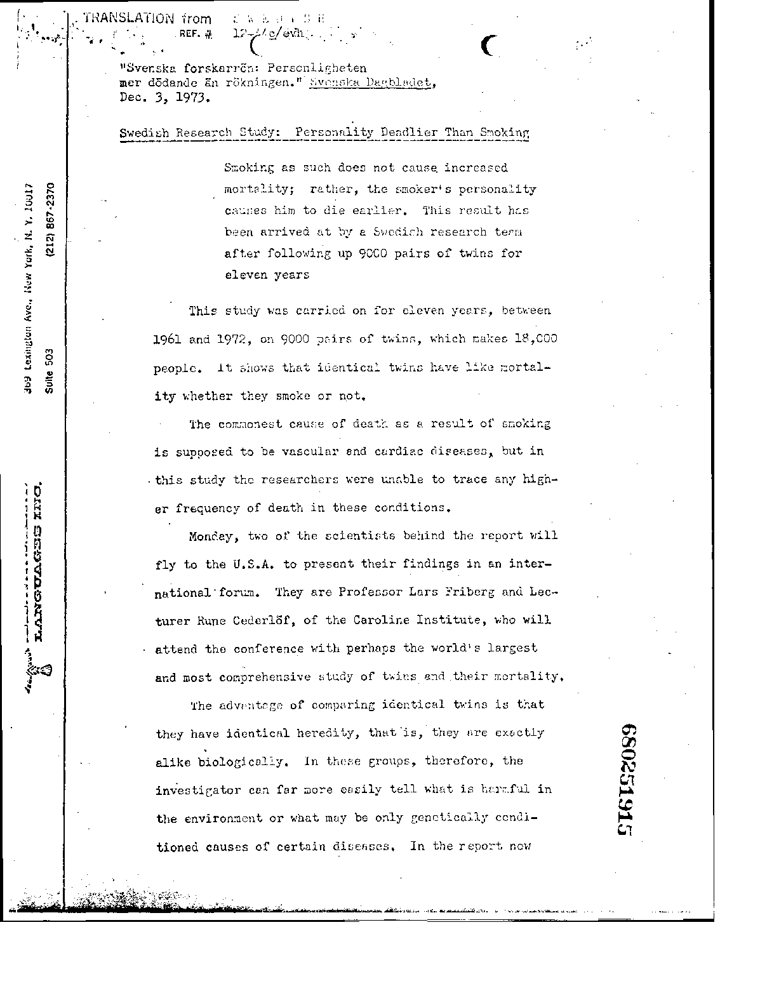 TRANSLATION from SWEDISH
REF. #
"Svenska forskarrön: Personligheten
mer dödande än rökningen." Svenska Dagbladet,
Dec. 3, 1973.
Swedish Research Study: Personality Deadlier Than Smoking
Smoking as such does not cause increased
mortality; rather, the smoker's personality
causes him to die earlier. This result has
been arrived at by a Swedish research team
after following up 9000 pairs of twins for
eleven years
This study was carried on for eleven years, between
1961 and 1972, on 9000 pairs of twins, which makes 18,000
people. It shows that identical twins have like mortal-
ity whether they smoke or not.
The commonest cause of death as a result of smoking
is supposed to be vascular and cardiac diseases, but in
this study the researchers were unable to trace any high-
er frequency of death in these conditions.
Monday, two of the scientists behind the report will
fly to the U.S.A. to present their findings in an inter-
national forum. They are Professor Lars Friberg and Lec-
turer Rune Cederlöf, of the Caroline Institute, who will
attend the conference with perhaps the world's largest
and most comprehensive study of twins and their mortality.
The advantage of comparing identical twins is that
they have identical heredity, that is, they are exactly
alike biologically. In these groups, therefore, the
investigator can far more easily tell what is harmful in
the environment or what may be only genetically condi-
tioned causes of certain diseases. In the report now
369 Lexington Ave., New York, N. Y. 10017
Suite 503 (212) 867-2370
LANGUAGES INC.
680251915